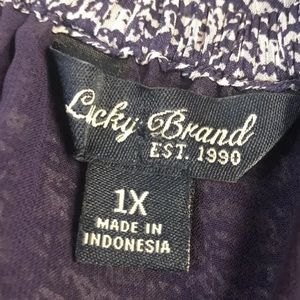 Lucky Brand
EST. 1990
1X
MADE IN
INDONESIA